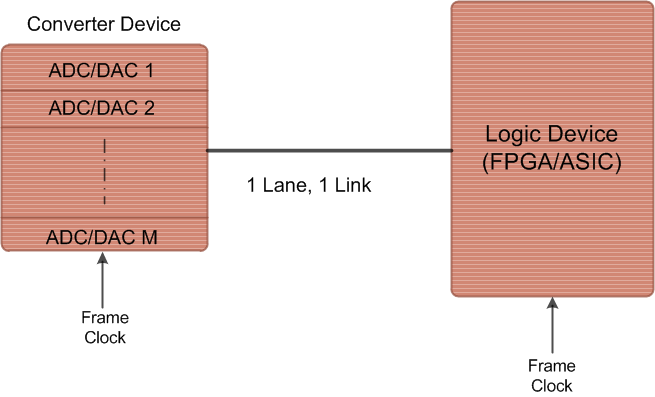 Converter Device
ADC/DAC 1
ADC/DAC 2
ADC/DAC M
1 Lane, 1 Link
Logic Device
(FPGA/ASIC)
Frame
Clock
Frame
Clock